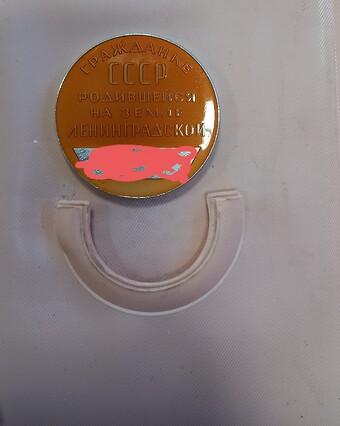 ГРАЖДАНКЕ
СССР
РОДИВШЕЙСЯ
НА ЗЕМЛЕ
ЛЕНИНГРАДСКОЙ